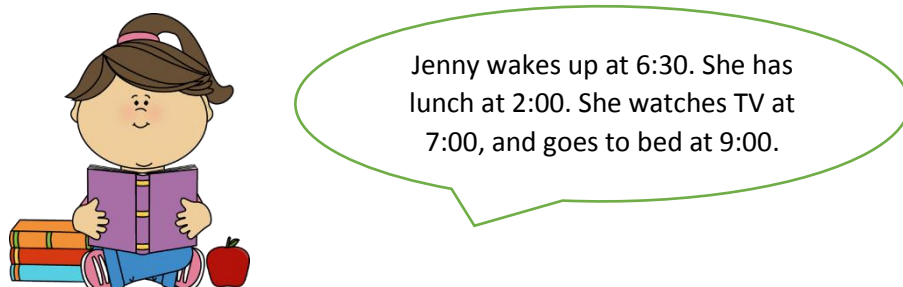 Jenny wakes up at 6:30. She has
lunch at 2:00. She watches TV at
7:00, and goes to bed at 9:00.